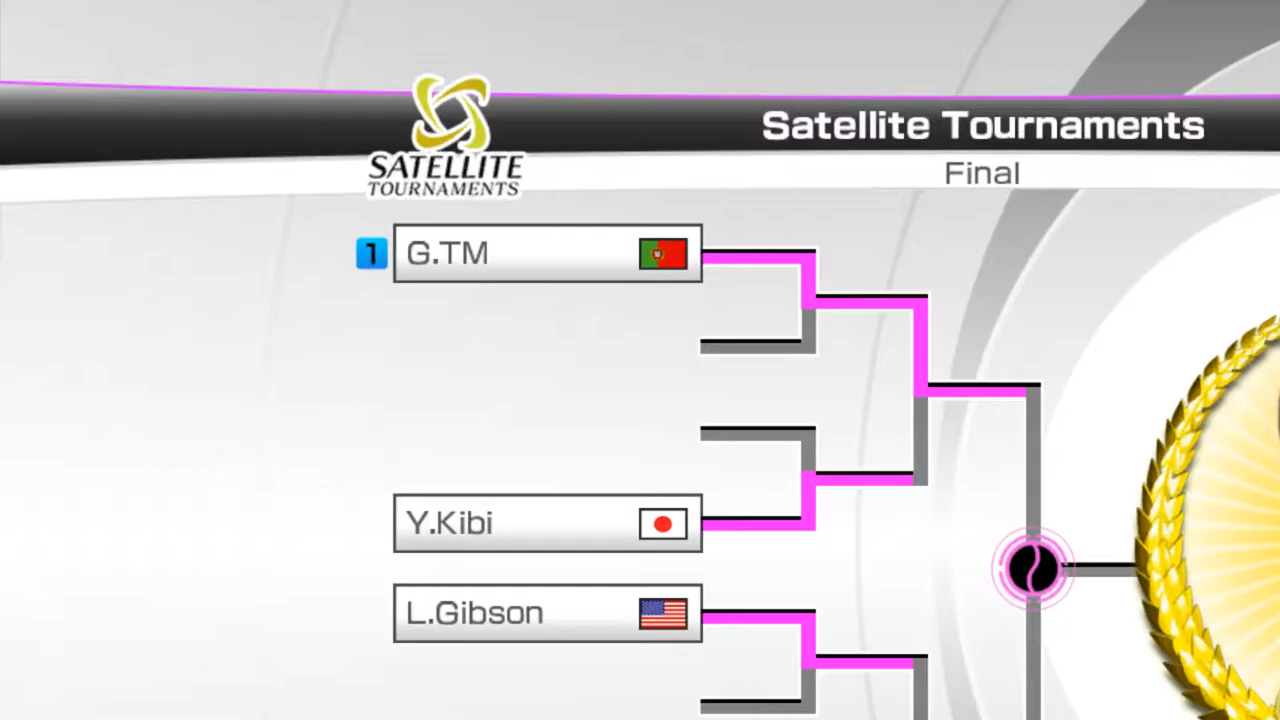 Satellite Tournaments
SATELLITE
TOURNAMENTS
Final
1 G.TM
Y.Kibi
L.Gibson